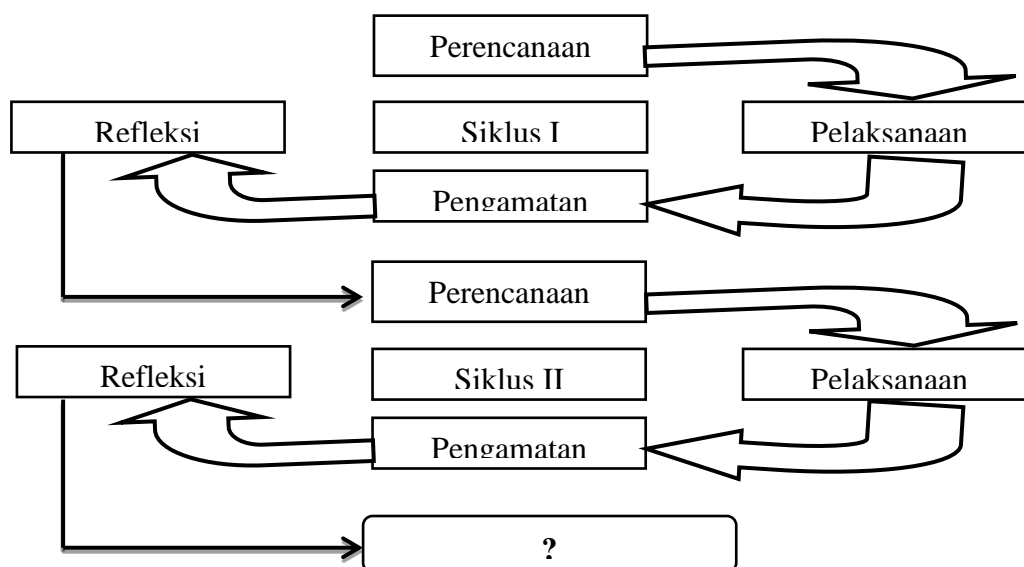 Perencanaan
Refleksi
Siklus I
Pelaksanaan
Pengamatan
Perencanaan
Refleksi
Siklus II
Pelaksanaan
Pengamatan
?